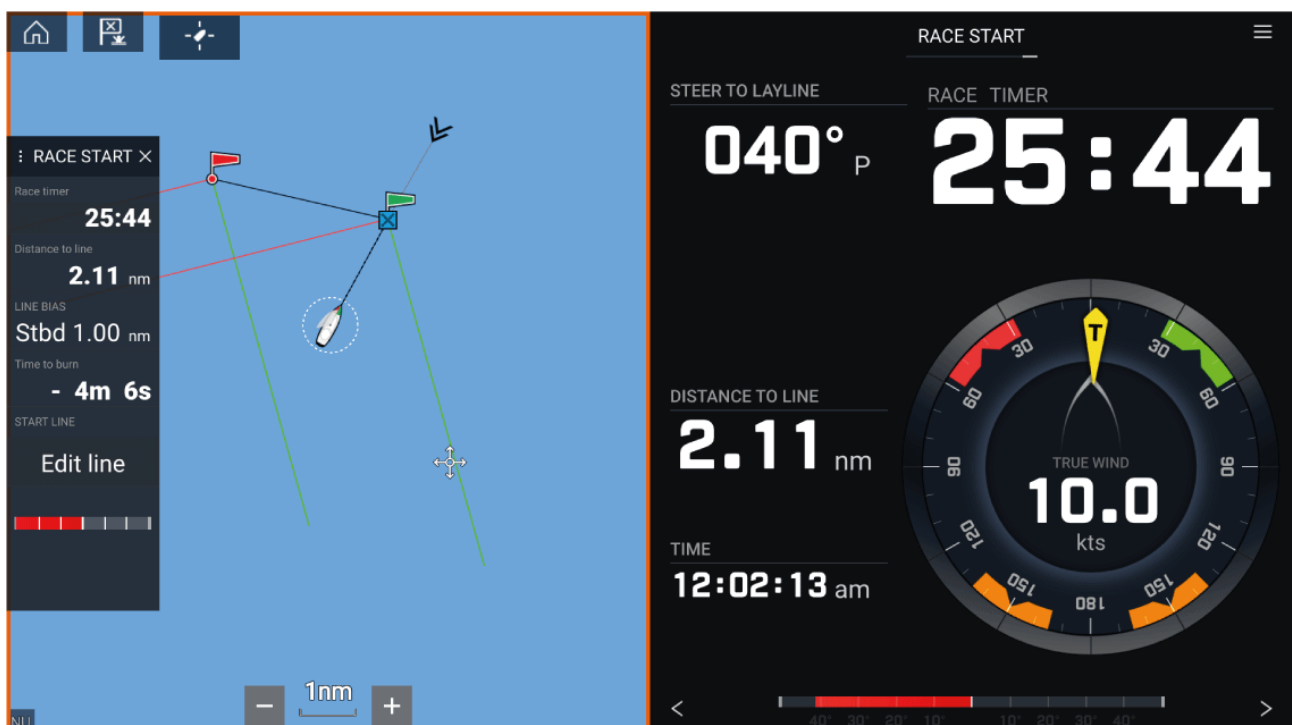 RACE START
Race timer
25:44
Distance to line
2.11 nm
LINE BIAS
Stbd 1.00 nm
Time to burn
- 4m 6s
START LINE
Edit line
1nm
NU
RACE START
STEER TO LAYLINE
040° P
RACE TIMER
25:44
DISTANCE TO LINE
2.11 nm
TIME
12:02:13 am
T
30 30
60 60
TRUE WIND
90 10.0 90
kts
120 120
150 150
180
40° 30° 20° 10° 10° 20° 30° 40°